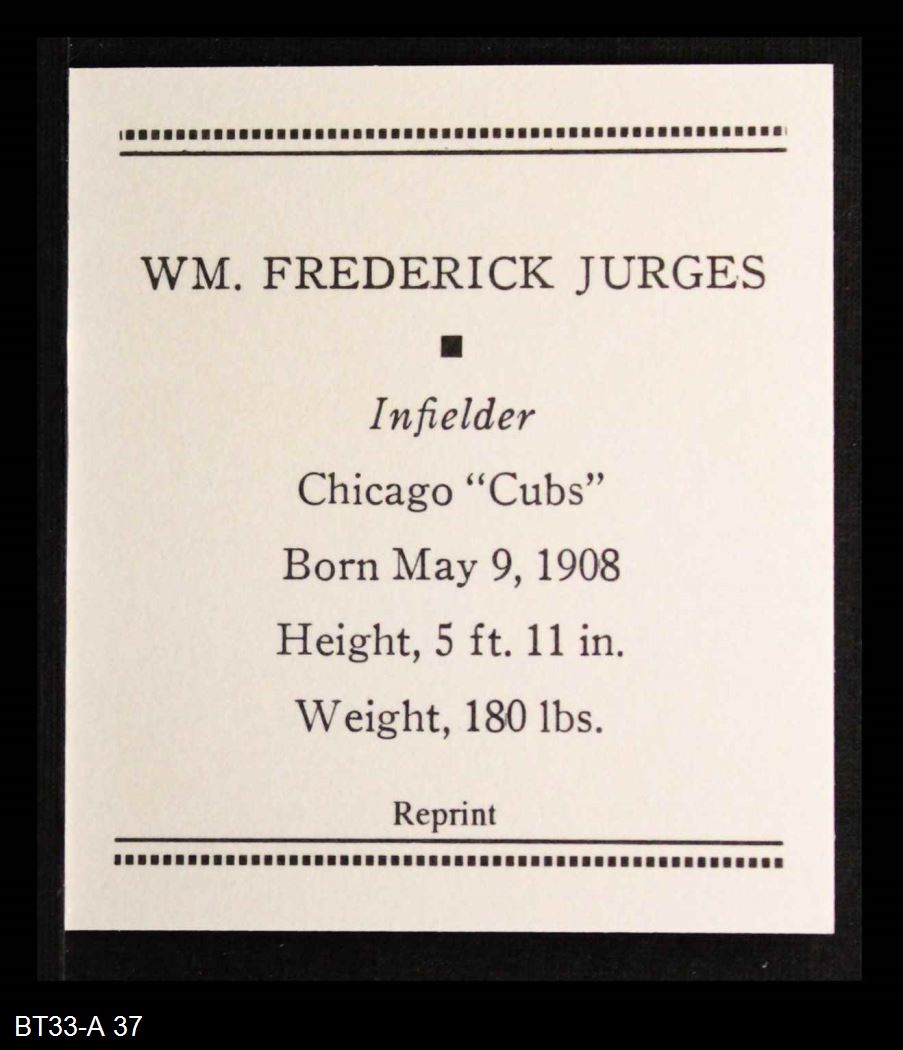 WM. FREDERICK JURGES
Infielder
Chicago “Cubs”
Born May 9, 1908
Height, 5 ft. 11 in.
Weight, 180 lbs.
Reprint
BT33-A 37